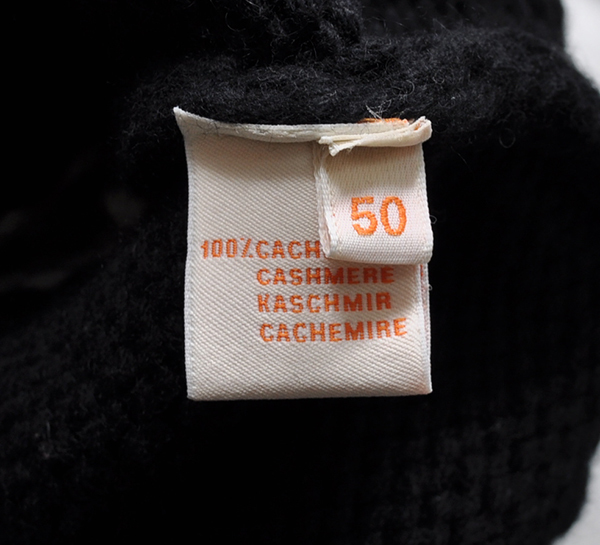 50
100% CACH
CASHMERE
KASCHMIR
CACHEMIRE